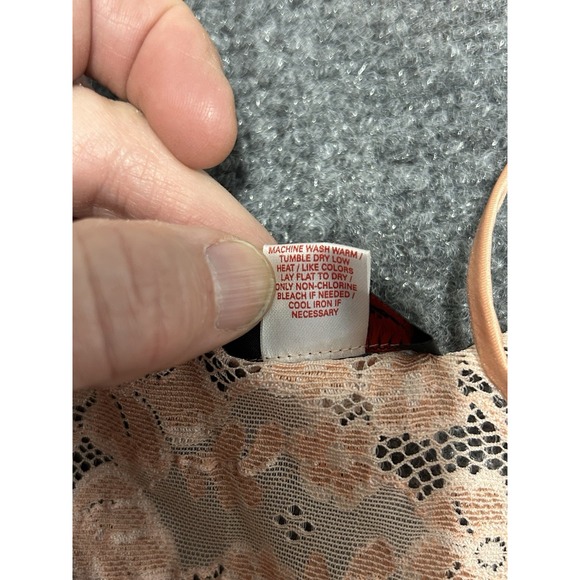 MACHINE WASH WARM /
TUMBLE DRY LOW
HEAT / LIKE COLORS
LAY FLAT TO DRY /
ONLY NON-CHLORINE
BLEACH IF NEEDED /
COOL IRON IF
NECESSARY